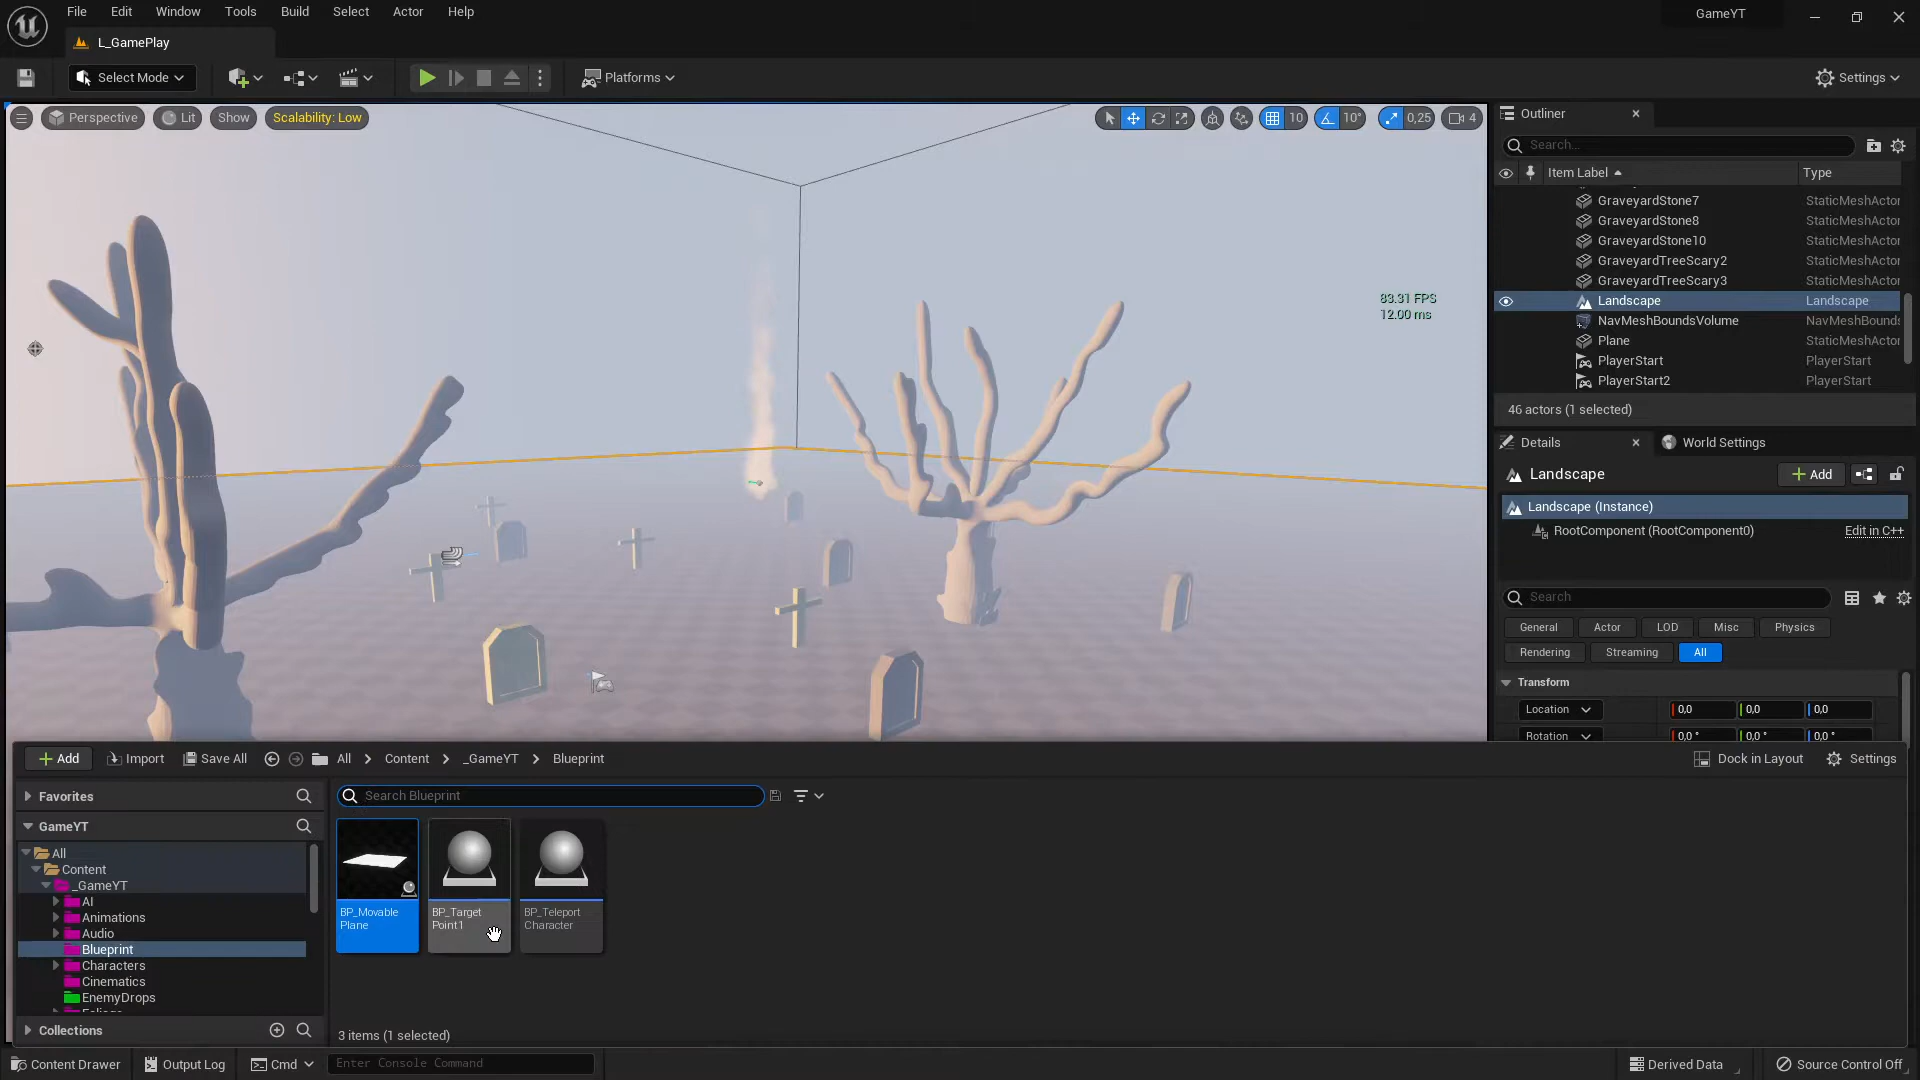 File Edit Window Tools Build Select Actor Help
GameYT
L_GamePlay
Select Mode
Platforms
Settings
Perspective Lit Show Scalability: Low
10 10° 0,25 4
83.31 FPS
12.00 ms
Outliner
Search...
Item Label Type
GraveyardStone7 StaticMeshActor
GraveyardStone8 StaticMeshActor
GraveyardStone10 StaticMeshActor
GraveyardTreeScary2 StaticMeshActor
GraveyardTreeScary3 StaticMeshActor
Landscape Landscape
NavMeshBoundsVolume NavMeshBounds
Plane StaticMeshActor
PlayerStart PlayerStart
PlayerStart2 PlayerStart
46 actors (1 selected)
Details World Settings
Landscape Add
Landscape (Instance)
RootComponent (RootComponent0) Edit in C++
Search
General Actor LOD Misc Physics
Rendering Streaming All
Transform
Location 0,0 0,0 0,0
Rotation 0,0 ° 0,0 ° 0,0 °
Add Import Save All All Content _GameYT Blueprint Dock in Layout Settings
Favorites
GameYT
All
Content
_GameYT
AI
Animations
Audio
Blueprint
Characters
Cinematics
EnemyDrops
Collections
Search Blueprint
BP_Movable
Plane
BP_Target
Point1
BP_Teleport
Character
3 items (1 selected)
Content Drawer Output Log Cmd Enter Console Command Derived Data Source Control Off